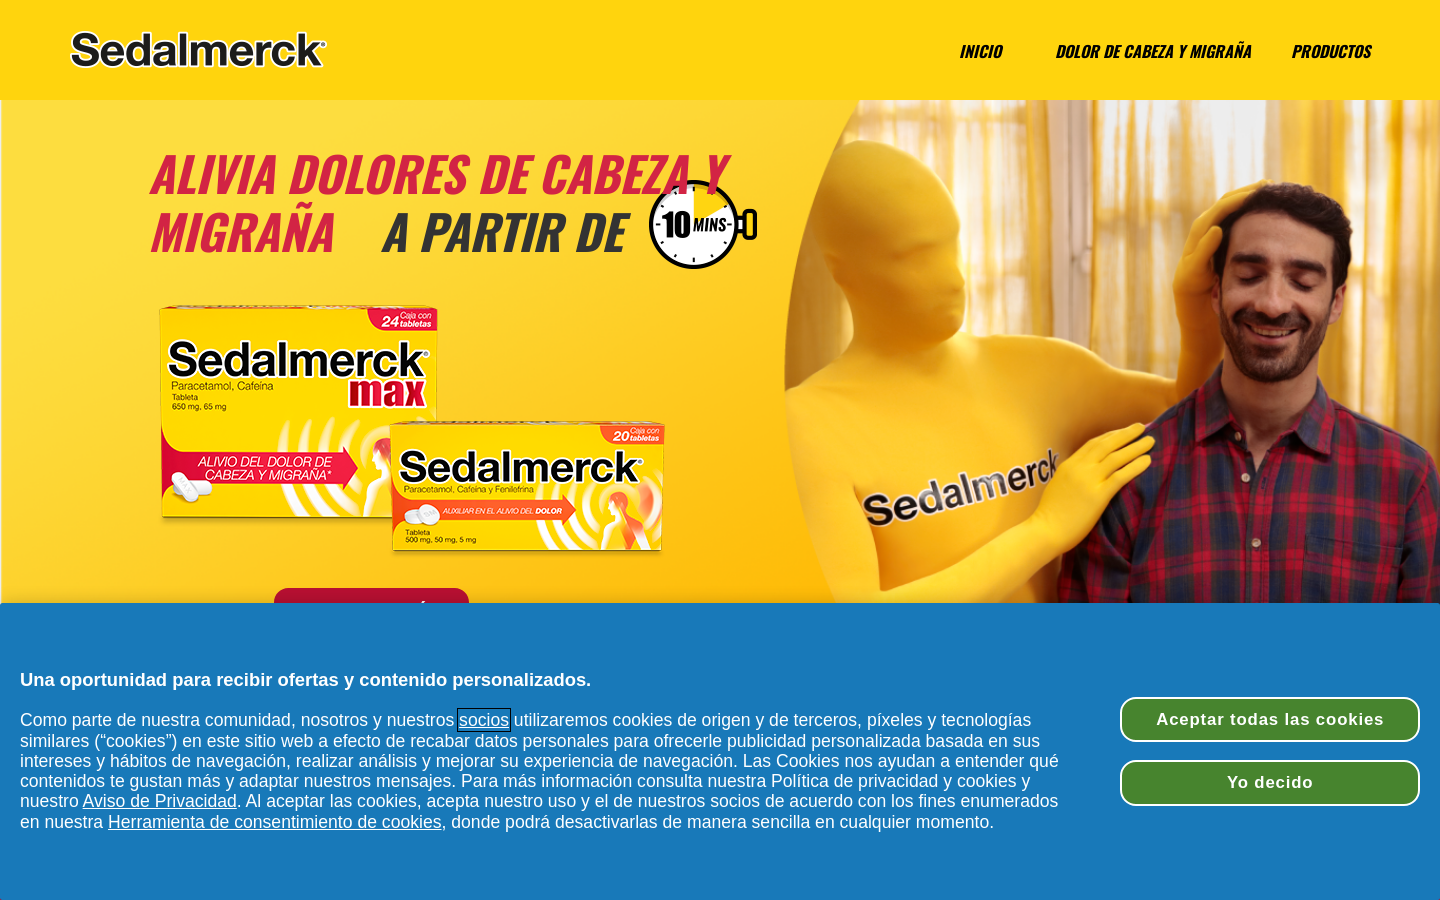 Sedalmerck®
INICIO
DOLOR DE CABEZA Y MIGRAÑA
PRODUCTOS
ALIVIA DOLORES DE CABEZA Y
MIGRAÑA A PARTIR DE
10 MINS
24 Caja con
tabletas
Sedalmerck®
max
Paracetamol, Cafeína
Tableta
650 mg, 65 mg
ALIVIO DEL DOLOR DE
CABEZA Y MIGRAÑA*
20 Caja con
tabletas
Sedalmerck®
Paracetamol, Cafeína y Fenilefrina
AUXILIAR EN EL ALIVIO DEL DOLOR
Tableta
500 mg, 50 mg, 5 mg
Sedalmerck
Una oportunidad para recibir ofertas y contenido personalizados.
Como parte de nuestra comunidad, nosotros y nuestros socios utilizaremos cookies de origen y de terceros, píxeles y tecnologías
similares (“cookies”) en este sitio web a efecto de recabar datos personales para ofrecerle publicidad personalizada basada en sus
intereses y hábitos de navegación, realizar análisis y mejorar su experiencia de navegación. Las Cookies nos ayudan a entender qué
contenidos te gustan más y adaptar nuestros mensajes. Para más información consulta nuestra Política de privacidad y cookies y
nuestro Aviso de Privacidad. Al aceptar las cookies, acepta nuestro uso y el de nuestros socios de acuerdo con los fines enumerados
en nuestra Herramienta de consentimiento de cookies, donde podrá desactivarlas de manera sencilla en cualquier momento.
Aceptar todas las cookies
Yo decido